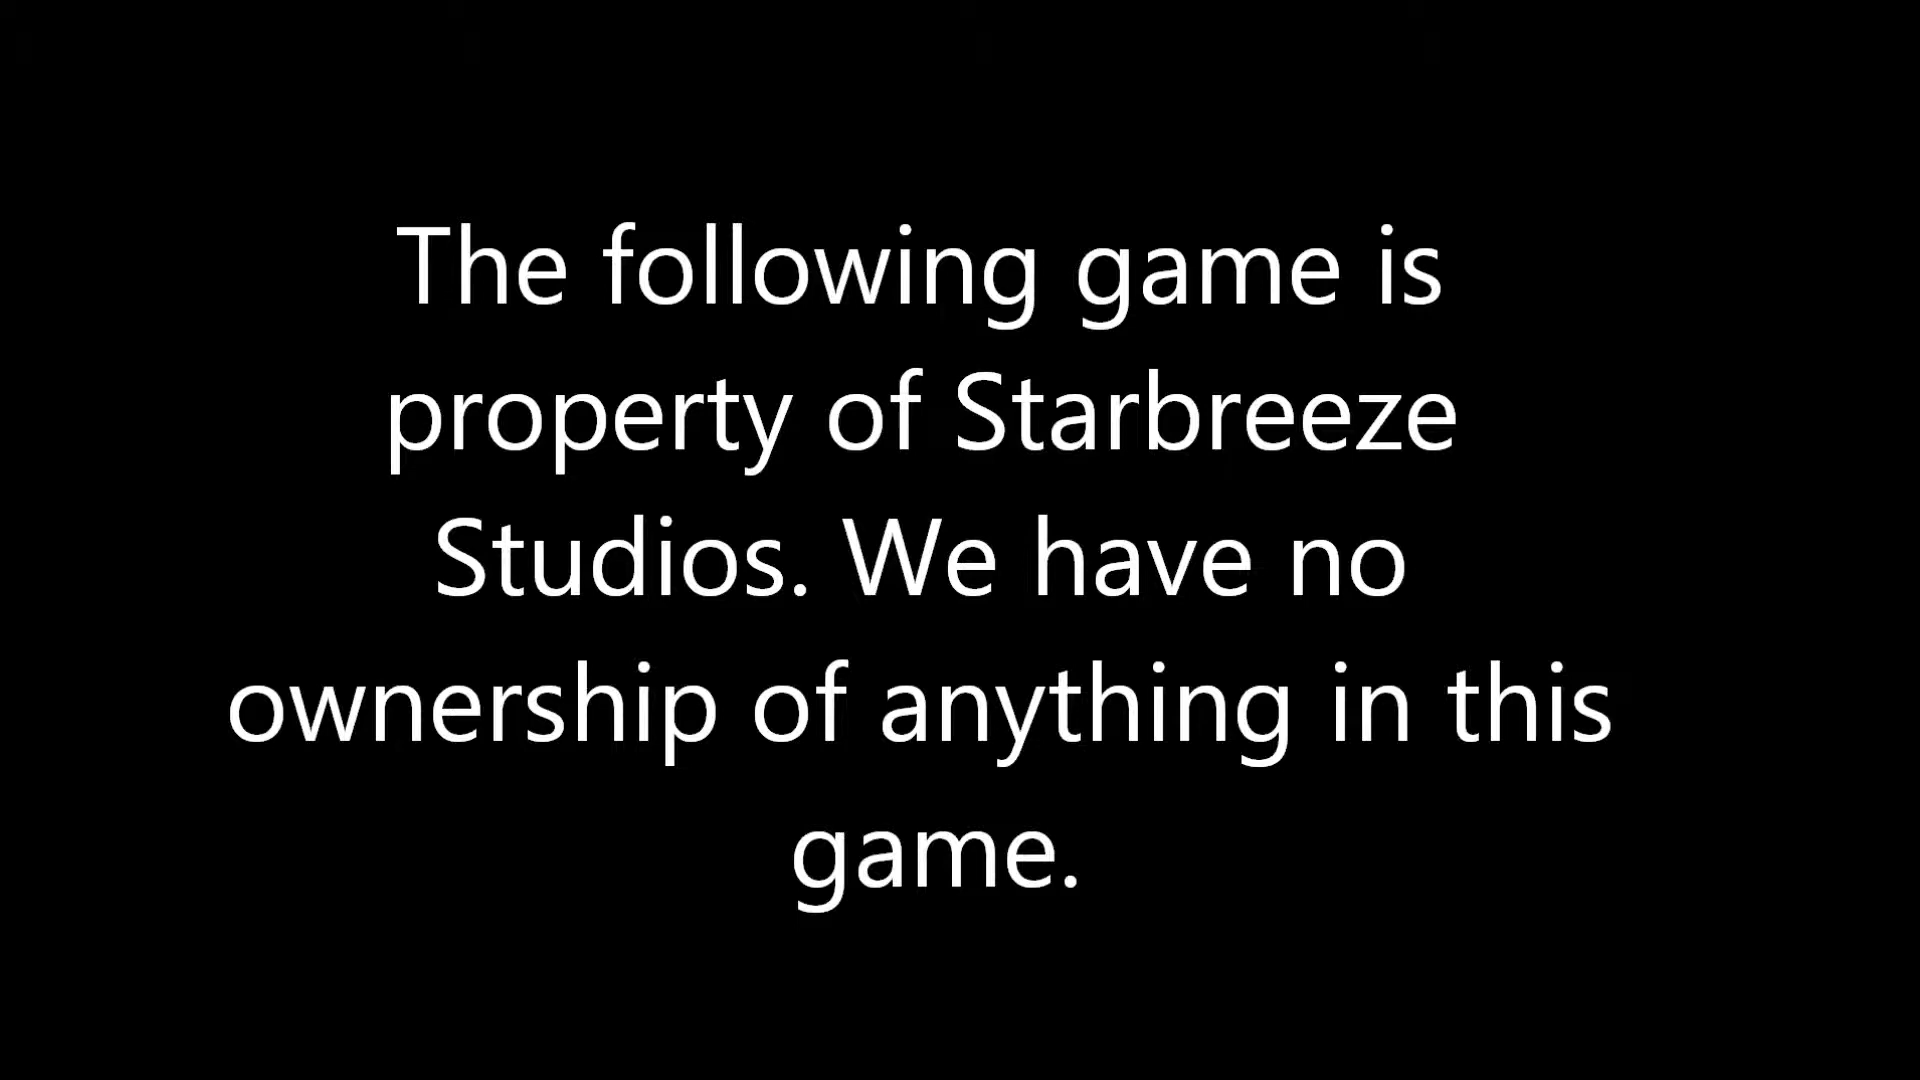 The following game is
property of Starbreeze
Studios. We have no
ownership of anything in this
game.